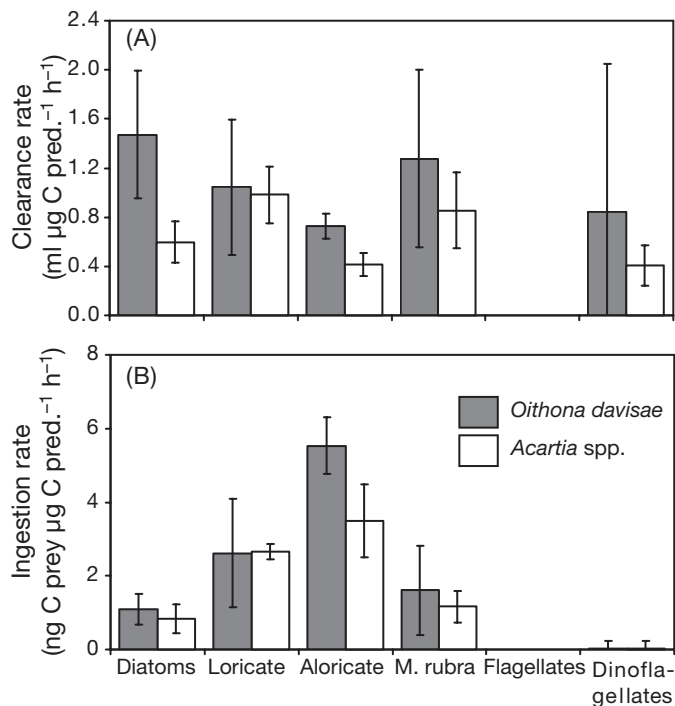 (A)
Clearance rate
(ml µg C pred.⁻¹ h⁻¹)
2.4
2.0
1.6
1.2
0.8
0.4
0.0
(B)
Ingestion rate
(ng C prey µg C pred.⁻¹ h⁻¹)
8
6
4
2
0
Oithona davisae
Acartia spp.
Diatoms Loricate Aloricate M. rubra Flagellates Dinofla-
gellates